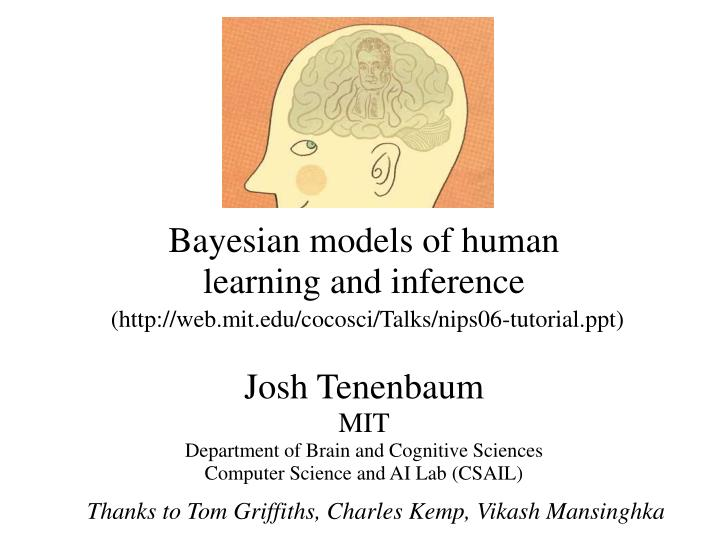 Bayesian models of human
learning and inference
(http://web.mit.edu/cocosci/Talks/nips06-tutorial.ppt)
Josh Tenenbaum
MIT
Department of Brain and Cognitive Sciences
Computer Science and AI Lab (CSAIL)
Thanks to Tom Griffiths, Charles Kemp, Vikash Mansinghka